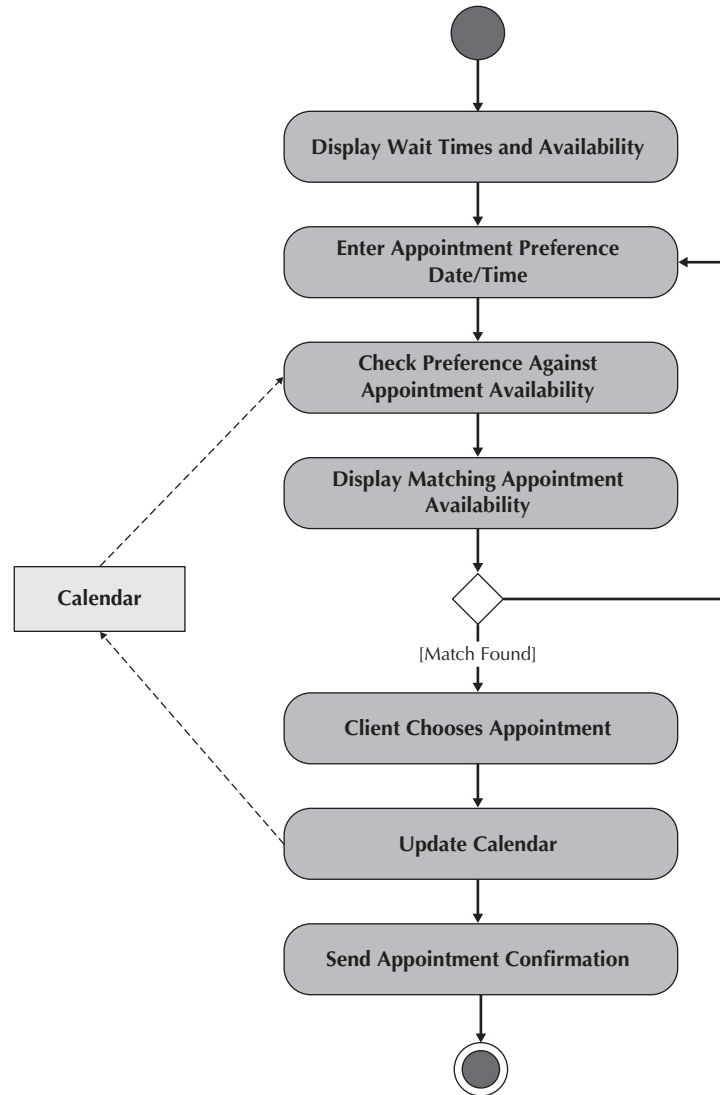 Display Wait Times and Availability
Enter Appointment Preference
Date/Time
Check Preference Against
Appointment Availability
Display Matching Appointment
Availability
Calendar
[Match Found]
Client Chooses Appointment
Update Calendar
Send Appointment Confirmation